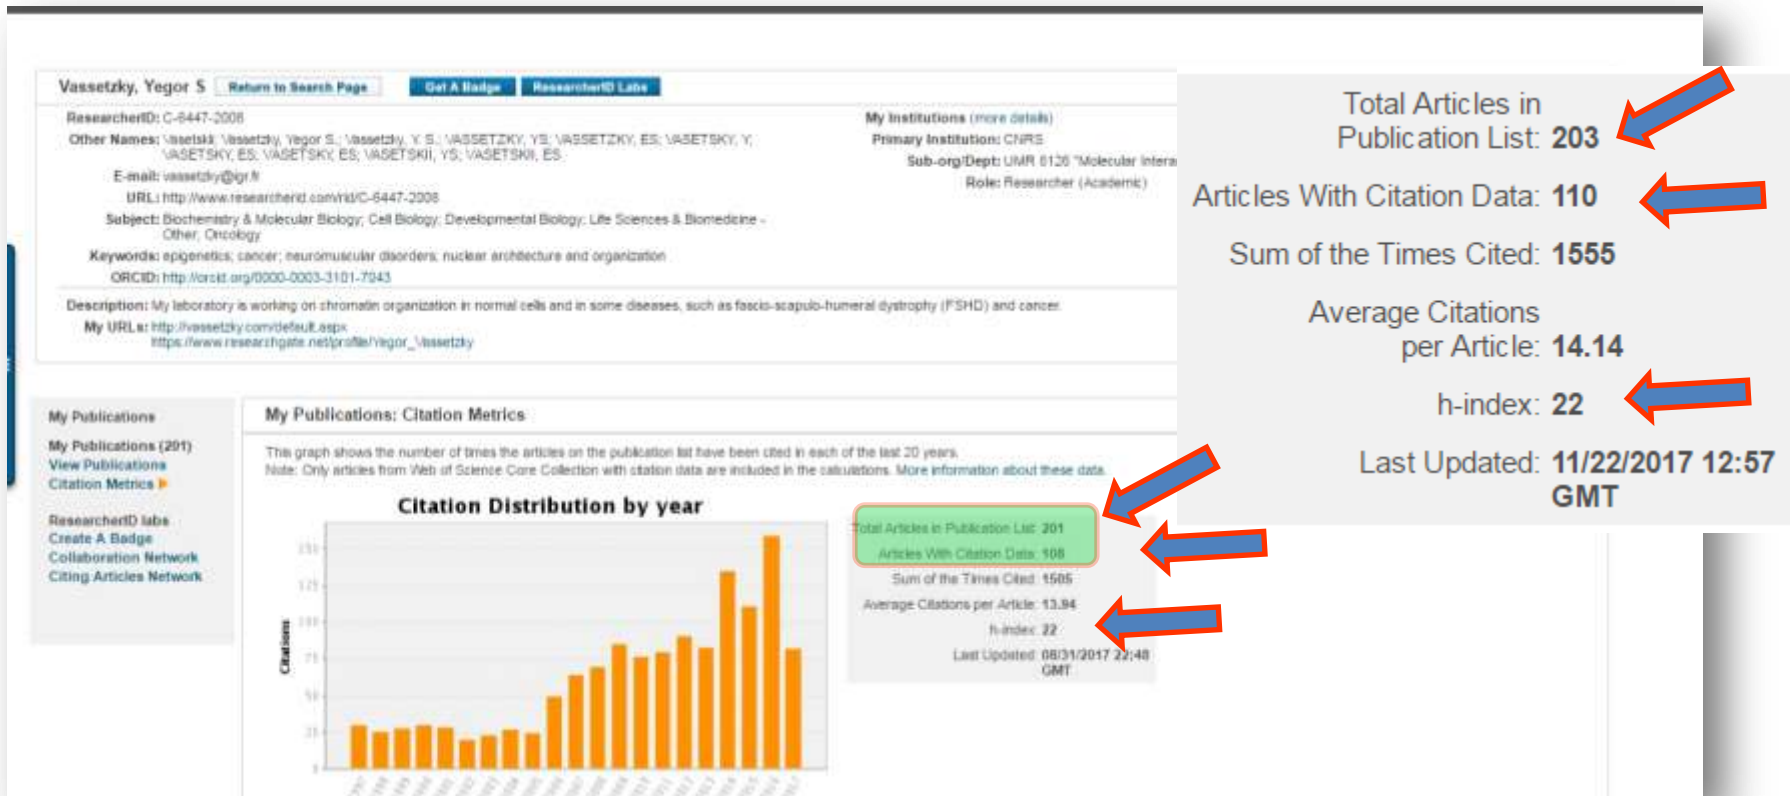 Vassetzky, Yegor S
Return to Search Page
Get A Badge
ResearcherID Labs
ResearcherID: C-6447-2008
Other Names: Vasetskii; Vassetzky, Yegor S.; Vassetzky, Y. S.; VASSETZKY, YS; VASSETZKY, ES; VASETSKY, Y;
VASETSKY, ES; VASETSKY, ES; VASETSKII, YS; VASETSKII, ES
E-mail: vassetzky@igr.fr
URL: http://www.researcherid.com/rid/C-6447-2008
Subject: Biochemistry & Molecular Biology; Cell Biology; Developmental Biology; Life Sciences & Biomedicine -
Other; Oncology
Keywords: epigenetics; cancer; neuromuscular disorders; nuclear architecture and organization
ORCID: http://orcid.org/0000-0003-3101-7043
My Institutions (more details)
Primary Institution: CNRS
Sub-org/Dept: UMR 8126 "Molecular Intera
Role: Researcher (Academic)
Description: My laboratory is working on chromatin organization in normal cells and in some diseases, such as fascio-scapulo-humeral dystrophy (FSHD) and cancer.
My URLs: http://vassetzky.com/default.aspx
https://www.researchgate.net/profile/Yegor_Vassetzky
Total Articles in
Publication List: 203
Articles With Citation Data: 110
Sum of the Times Cited: 1555
Average Citations
per Article: 14.14
h-index: 22
Last Updated: 11/22/2017 12:57
GMT
My Publications
My Publications (201)
View Publications
Citation Metrics
ResearcherID labs
Create A Badge
Collaboration Network
Citing Articles Network
My Publications: Citation Metrics
This graph shows the number of times the articles on the publication list have been cited in each of the last 20 years.
Note: Only articles from Web of Science Core Collection with citation data are included in the calculations. More information about these data.
Citation Distribution by year
Citations
150
125
100
75
50
25
0
Total Articles in Publication List: 201
Articles With Citation Data: 108
Sum of the Times Cited: 1505
Average Citations per Article: 13.94
h-index: 22
Last Updated: 08/31/2017 22:48
GMT